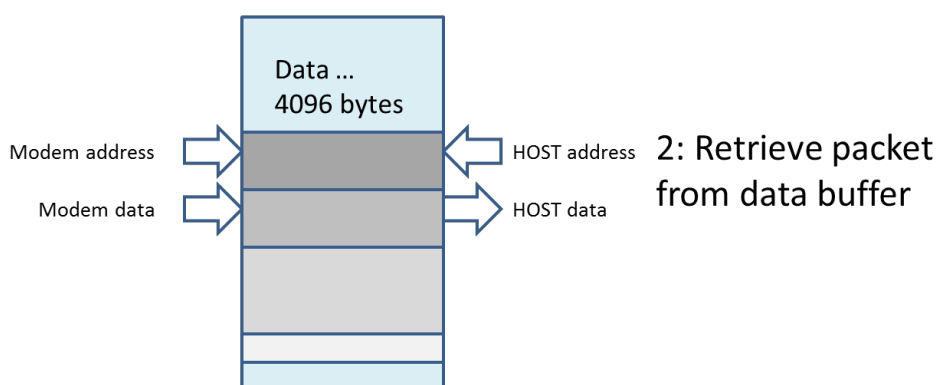 Data ...
4096 bytes
Modem address
HOST address
2: Retrieve packet
from data buffer
Modem data
HOST data